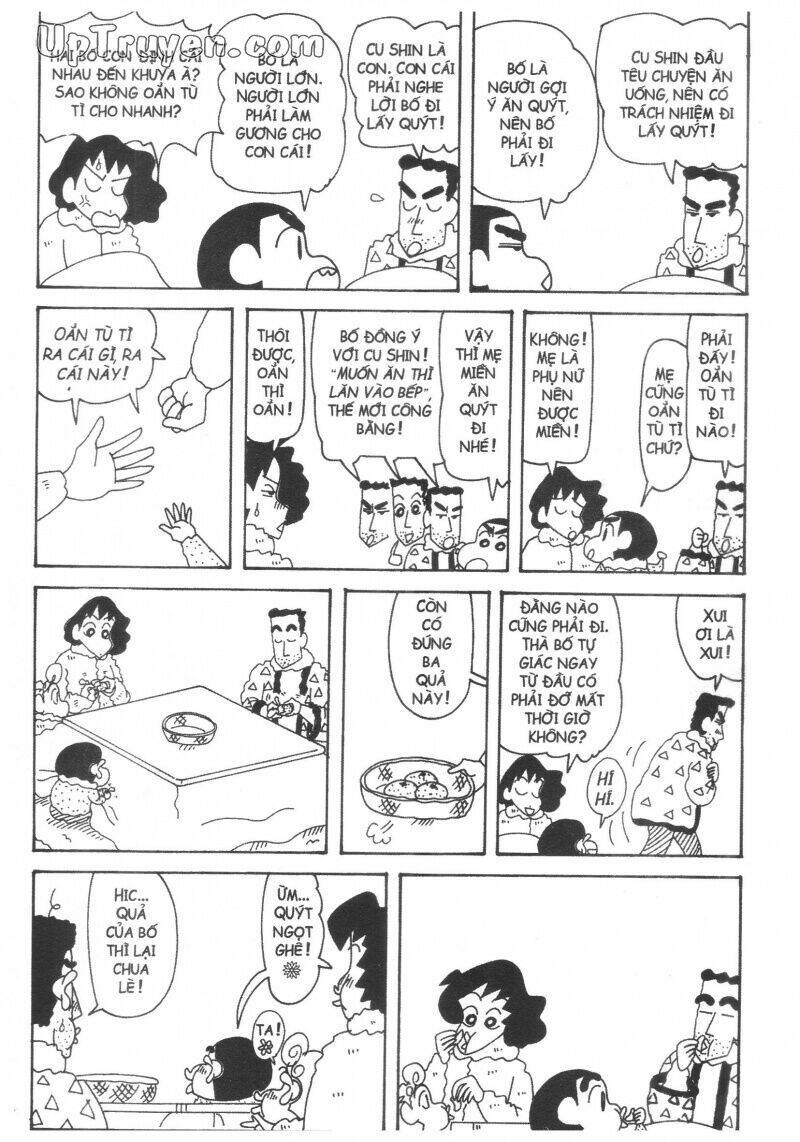 UpTruyen.com
CU SHIN ĐẦU
TÊU CHUYỆN ĂN
UỐNG, NÊN CÓ
TRÁCH NHIỆM ĐI
LẤY QUÝT!
BỐ LÀ
NGƯỜI GỢI
Ý ĂN QUÝT,
NÊN BỐ
PHẢI ĐI
LẤY!
CU SHIN LÀ
CON. CON CÁI
PHẢI NGHE
LỜI BỐ ĐI
LẤY QUÝT!
BỐ LÀ
NGƯỜI LỚN.
NGƯỜI LỚN
PHẢI LÀM
GƯƠNG CHO
CON CÁI!
HAI BỐ CON ĐỊNH CÃI
NHAU ĐẾN KHUYA À?
SAO KHÔNG OẲN TÙ
TÌ CHO NHANH?
PHẢI
ĐẤY!
OẲN
TÙ TÌ
ĐI
NÀO!
MẸ
CŨNG
OẲN
TÙ TÌ
CHỨ?
KHÔNG!
MẸ LÀ
PHỤ NỮ
NÊN
ĐƯỢC
MIỄN!
VẬY
THÌ MẸ
MIỄN
ĂN
QUÝT
ĐI
NHÉ!
BỐ ĐỒNG Ý
VỚI CU SHIN!
"MUỐN ĂN THÌ
LĂN VÀO BẾP",
THẾ MỚI CÔNG
BẰNG!
THÔI
ĐƯỢC,
OẲN
THÌ
OẲN!
OẲN TÙ TÌ
RA CÁI GÌ, RA
CÁI NÀY!
XUI
ƠI LÀ
XUI!
ĐẰNG NÀO
CŨNG PHẢI ĐI.
THÀ BỐ TỰ
GIÁC NGAY
TỪ ĐẦU CÓ
PHẢI ĐỠ MẤT
THỜI GIỜ
KHÔNG?
HÍ
HÍ.
CÒN
CÓ
ĐÚNG
BA
QUẢ
NÀY!
ỪM...
QUÝT
NGỌT
GHÊ!
TA!
HIC...
QUẢ
CỦA BỐ
THÌ LẠI
CHUA
LÈ!